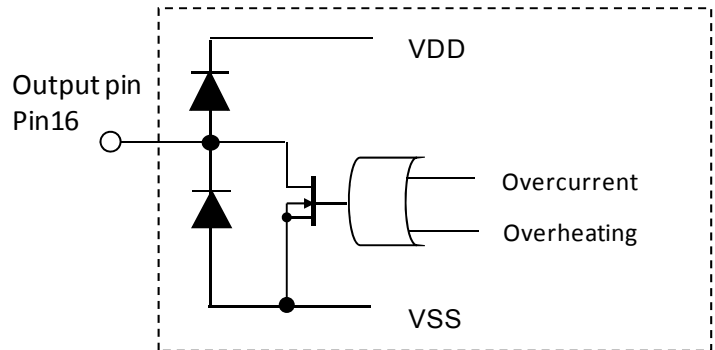 VDD
Output pin
Pin16
Overcurrent
Overheating
VSS